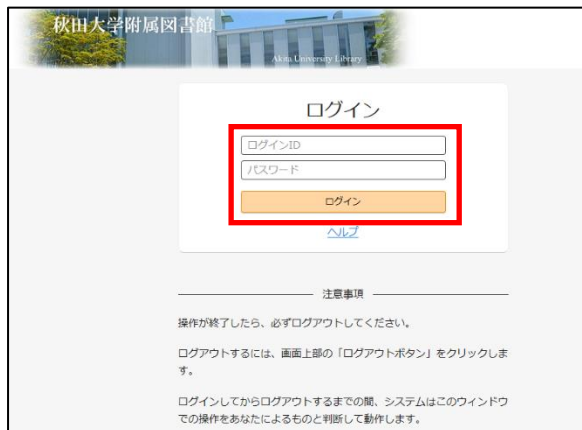 秋田大学附属図書館
Akita University Library
ログイン
ログインID
パスワード
ログイン
ヘルプ
注意事項
操作が終了したら、必ずログアウトしてください。
ログアウトするには、画面上部の「ログアウトボタン」をクリックしま
す。
ログインしてからログアウトするまでの間、システムはこのウィンドウ
での操作をあなたによるものと判断して動作します。